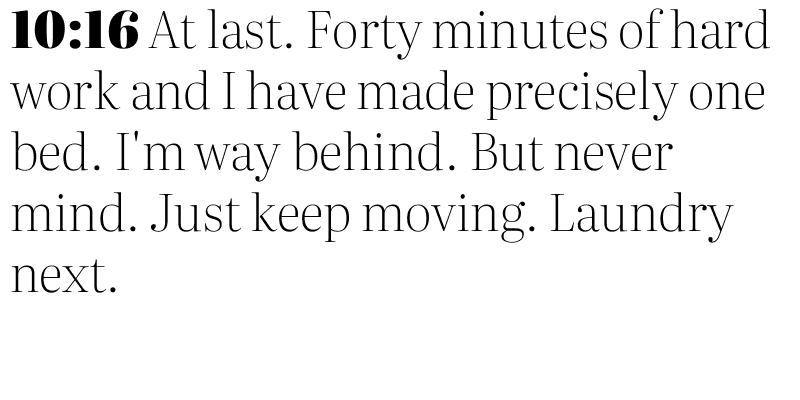 10:16 At last. Forty minutes of hard
work and I have made precisely one
bed. I'm way behind. But never
mind. Just keep moving. Laundry
next.